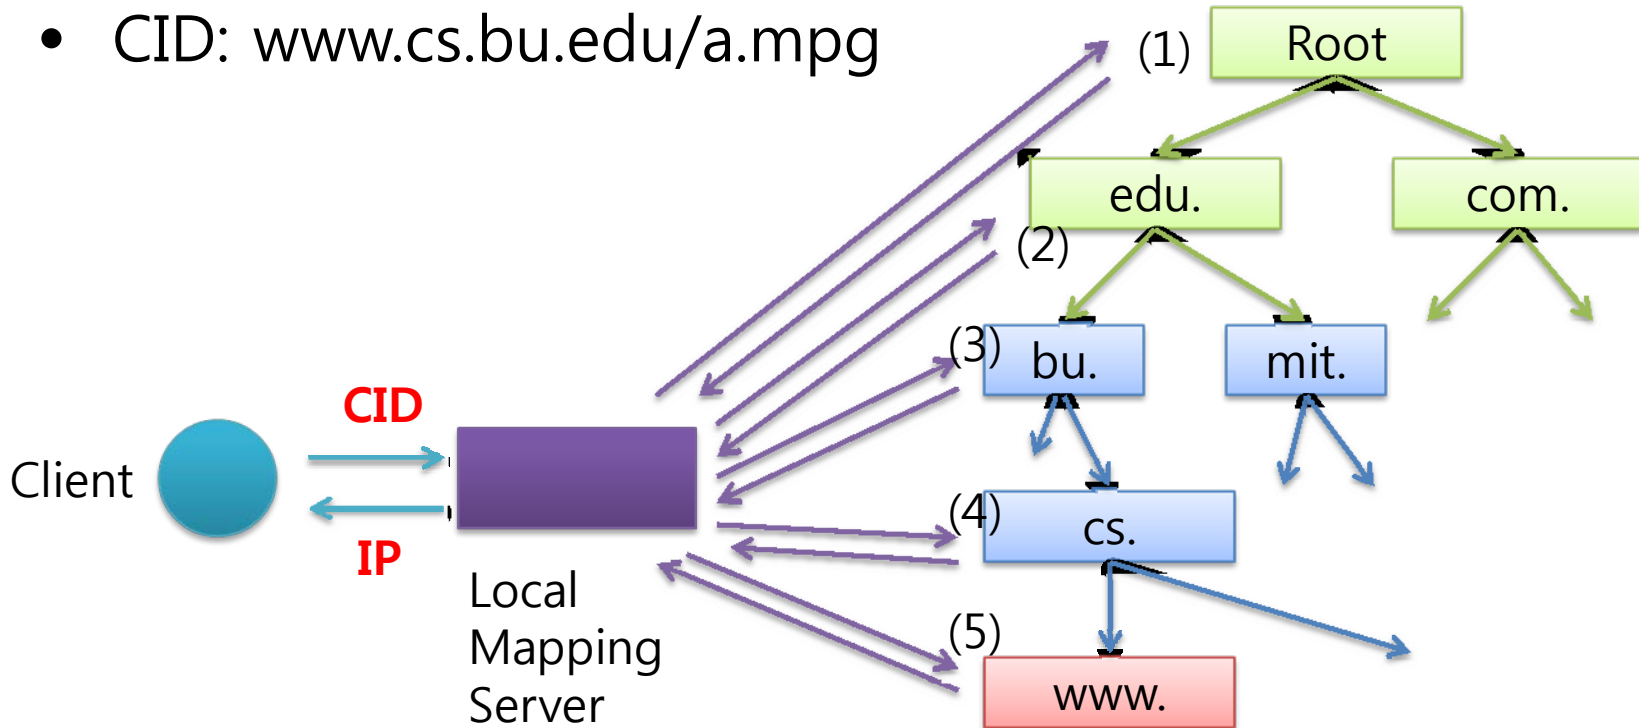 • CID: www.cs.bu.edu/a.mpg
(1)
Root
edu.
com.
(2)
(3)
bu.
mit.
CID
Client
IP
(4)
cs.
Local
Mapping
Server
(5)
www.